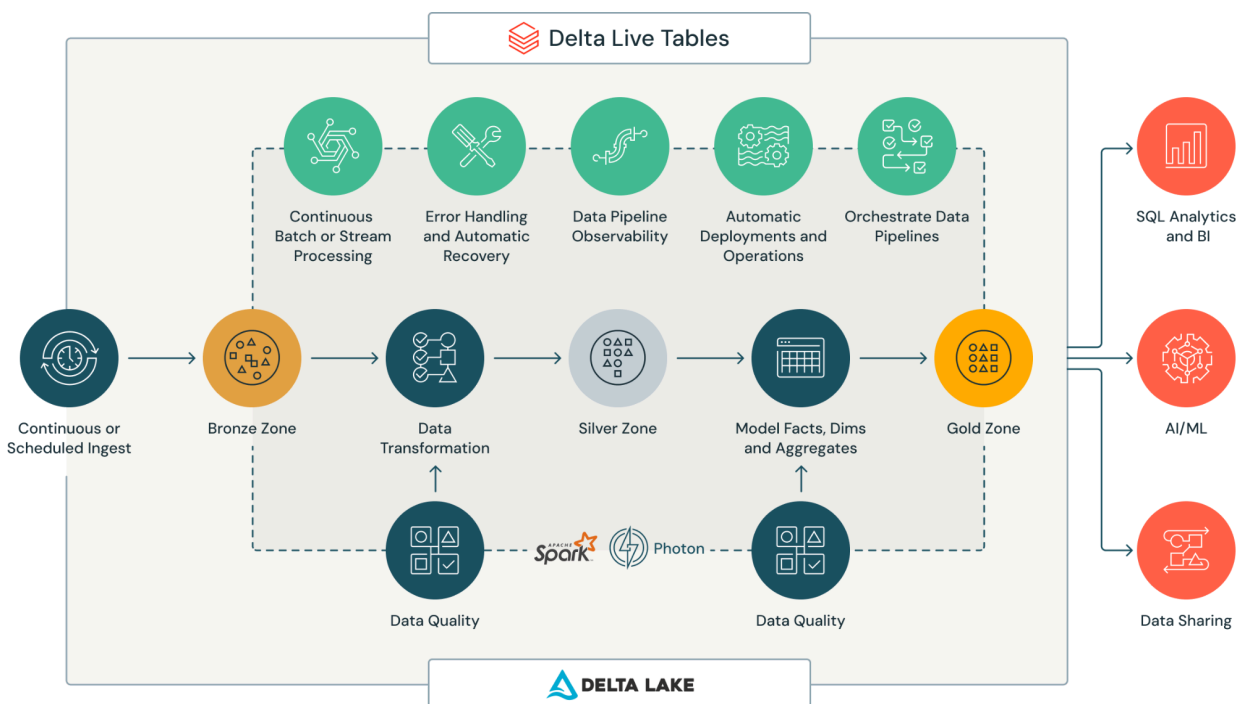 Delta Live Tables
Continuous
Batch or Stream
Processing
Error Handling
and Automatic
Recovery
Data Pipeline
Observability
Automatic
Deployments and
Operations
Orchestrate Data
Pipelines
SQL Analytics
and BI
Continuous or
Scheduled Ingest
Bronze Zone
Data
Transformation
Silver Zone
Model Facts, Dims
and Aggregates
Gold Zone
AI/ML
APACHE
Spark
Photon
Data Quality
Data Quality
Data Sharing
DELTA LAKE